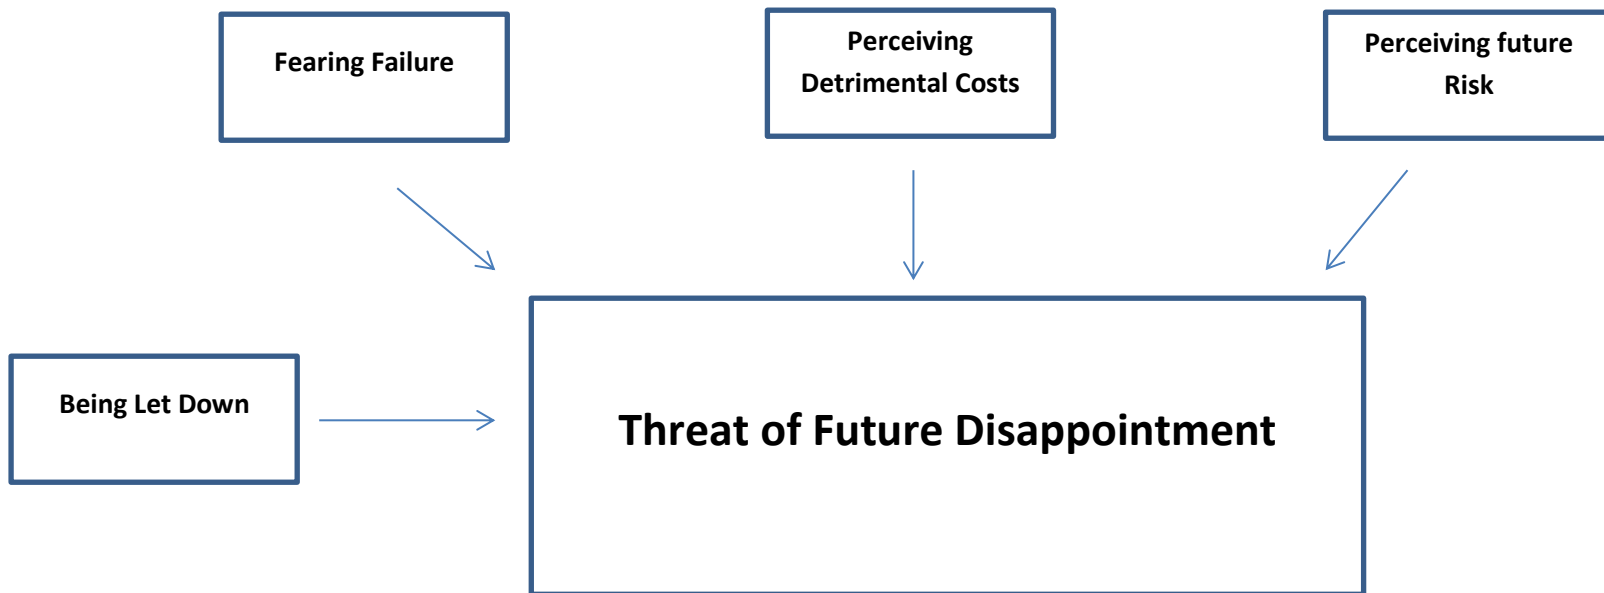 Fearing Failure
Perceiving
Detrimental Costs
Perceiving future
Risk
Being Let Down
Threat of Future Disappointment